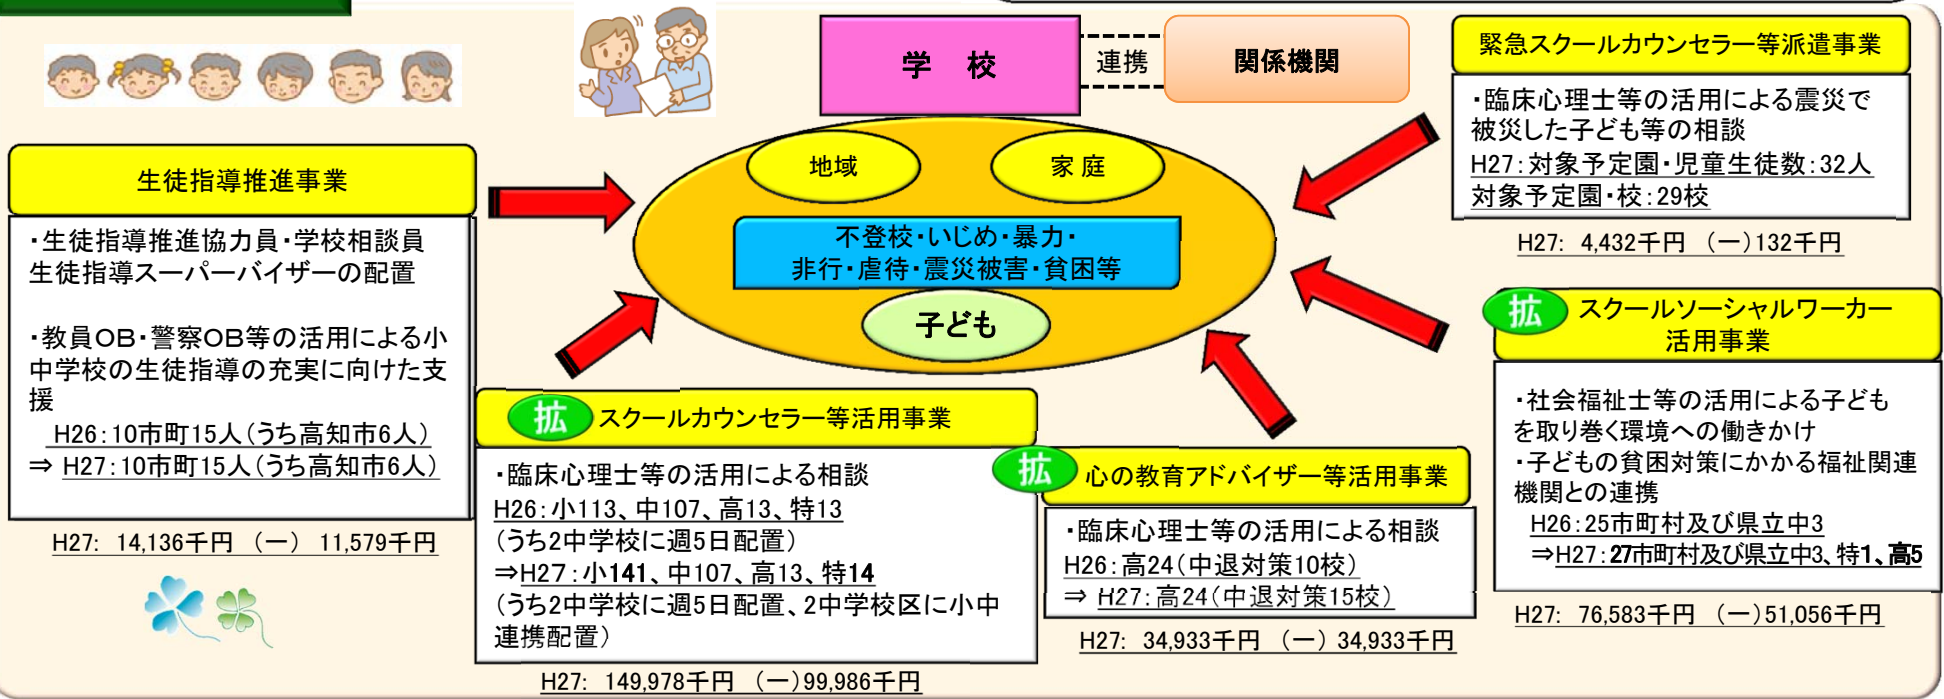 学 校
連携
関係機関
地域
家 庭
不登校・いじめ・暴力・
非行・虐待・震災被害・貧困等
子ども
生徒指導推進事業
・生徒指導推進協力員・学校相談員
生徒指導スーパーバイザーの配置
・教員OB・警察OB等の活用による小
中学校の生徒指導の充実に向けた支
援
H26：10市町15人（うち高知市6人）
⇒ H27：10市町15人（うち高知市6人）
H27: 14,136千円 （一） 11,579千円
拡 スクールカウンセラー等活用事業
・臨床心理士等の活用による相談
H26：小113、中107、高13、特13
（うち2中学校に週5日配置）
⇒H27：小141、中107、高13、特14
（うち2中学校に週5日配置、2中学校区に小中
連携配置）
H27: 149,978千円 （一）99,986千円
拡 心の教育アドバイザー等活用事業
・臨床心理士等の活用による相談
H26：高24（中退対策10校）
⇒ H27：高24（中退対策15校）
H27: 34,933千円 （一） 34,933千円
緊急スクールカウンセラー等派遣事業
・臨床心理士等の活用による震災で
被災した子ども等の相談
H27：対象予定園・児童生徒数：32人
対象予定園・校：29校
H27: 4,432千円 （一）132千円
拡 スクールソーシャルワーカー
活用事業
・社会福祉士等の活用による子ども
を取り巻く環境への働きかけ
・子どもの貧困対策にかかる福祉関連
機関との連携
H26：25市町村及び県立中3
⇒H27：27市町村及び県立中3、特1、高5
H27: 76,583千円 （一）51,056千円